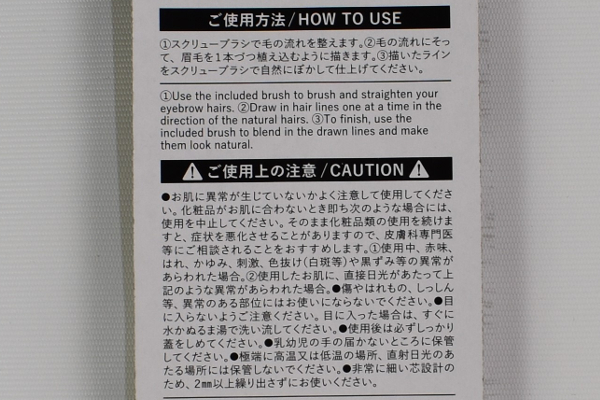 ご使用方法/HOW TO USE
①スクリューブラシで毛の流れを整えます。②毛の流れにそっ
て、眉毛を1本づつ植え込むように描きます。③描いたライン
をスクリューブラシで自然にぼかして仕上げてください。
①Use the included brush to brush and straighten your
eyebrow hairs. ②Draw in hair lines one at a time in the
direction of the natural hairs. ③To finish, use the
included brush to blend in the drawn lines and make
them look natural.
ご使用上の注意/CAUTION
●お肌に異常が生じていないかよく注意して使用してくださ
い。化粧品がお肌に合わないとき即ち次のような場合には、
使用を中止してください。そのまま化粧品類の使用を続けま
すと、症状を悪化させることがありますので、皮膚科専門医
等にご相談されることをおすすめします。①使用中、赤味、
はれ、かゆみ、刺激、色抜け(白斑等)や黒ずみ等の異常が
あらわれた場合。②使用したお肌に、直接日光があたって上
記のような異常があらわれた場合。●傷やはれもの、しっしん
等、異常のある部位にはお使いにならないでください。●目
に入らないようご注意ください。目に入った場合は、すぐに
水かぬるま湯で洗い流してください。●使用後は必ずしっかり
蓋をしめてください。●乳幼児の手の届かないところに保管
してください。●極端に高温又は低温の場所、直射日光のあ
たる場所には保管しないでください。●非常に細い芯設計の
ため、2mm以上繰り出さずにお使いください。